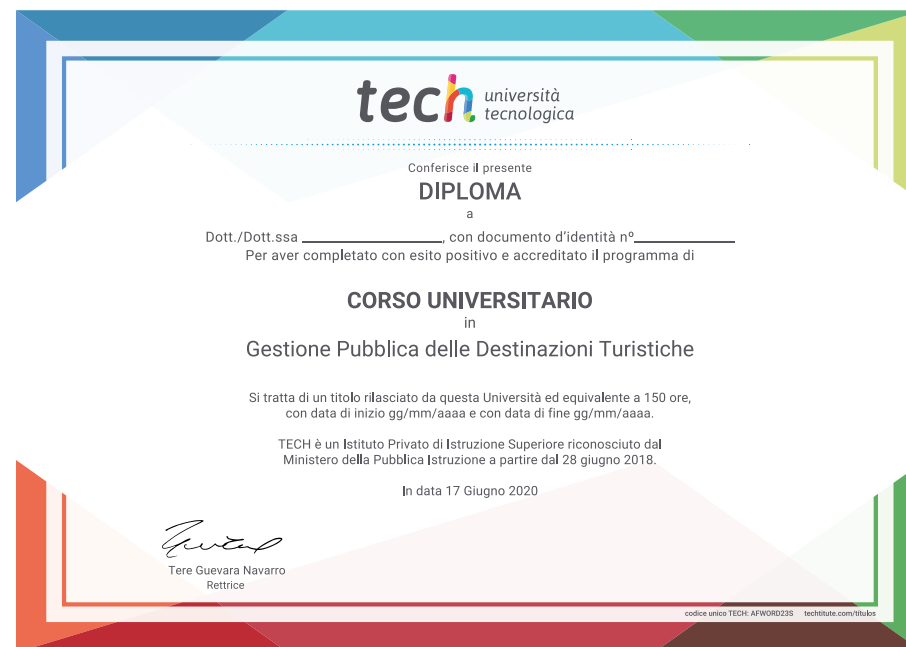 tech università
tecnologica
Conferisce il presente
DIPLOMA
a
Dott./Dott.ssa ____________________, con documento d'identità nº______________
Per aver completato con esito positivo e accreditato il programma di
CORSO UNIVERSITARIO
in
Gestione Pubblica delle Destinazioni Turistiche
Si tratta di un titolo rilasciato da questa Università ed equivalente a 150 ore,
con data di inizio gg/mm/aaaa e con data di fine gg/mm/aaaa.
TECH è un Istituto Privato di Istruzione Superiore riconosciuto dal
Ministero della Pubblica Istruzione a partire dal 28 giugno 2018.
In data 17 Giugno 2020
Tere Guevara Navarro
Rettrice
codice unico TECH: AFWORD23S techtitute.com/titulos